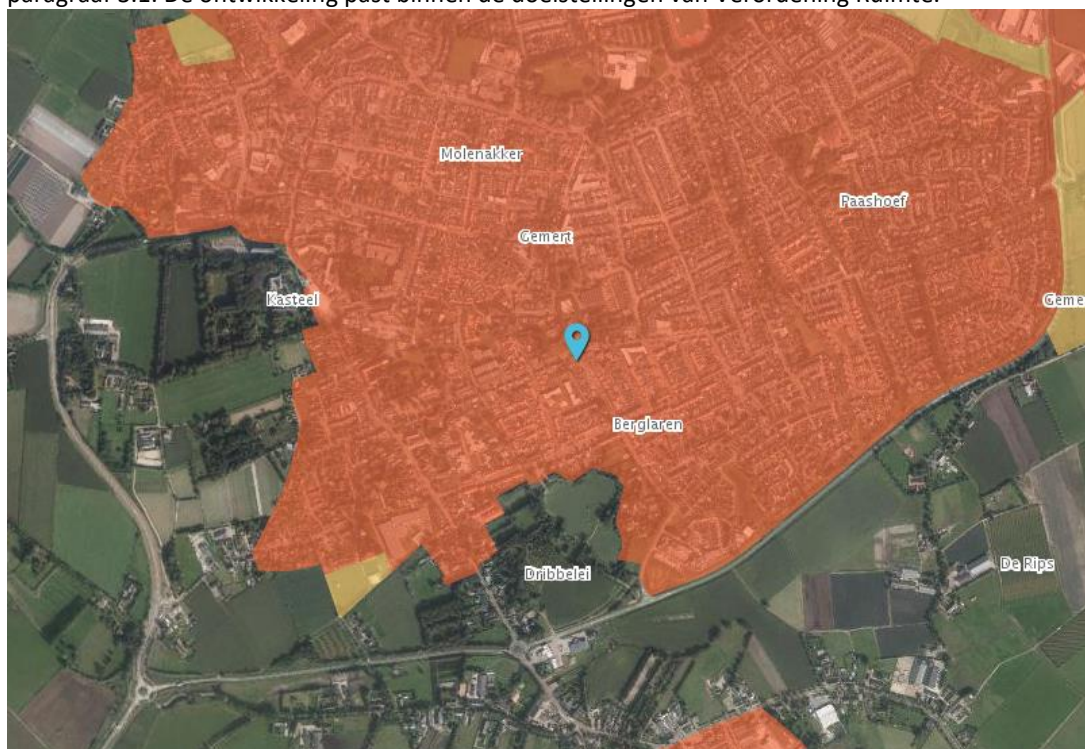 paragraaf 3.2. De ontwikkeling past binnen de doelstellingen van Verordening Ruimte.
Molenakker
Paashoef
Gemert
Kasteel
Geme
Berglaren
De Rips
Dribbelei